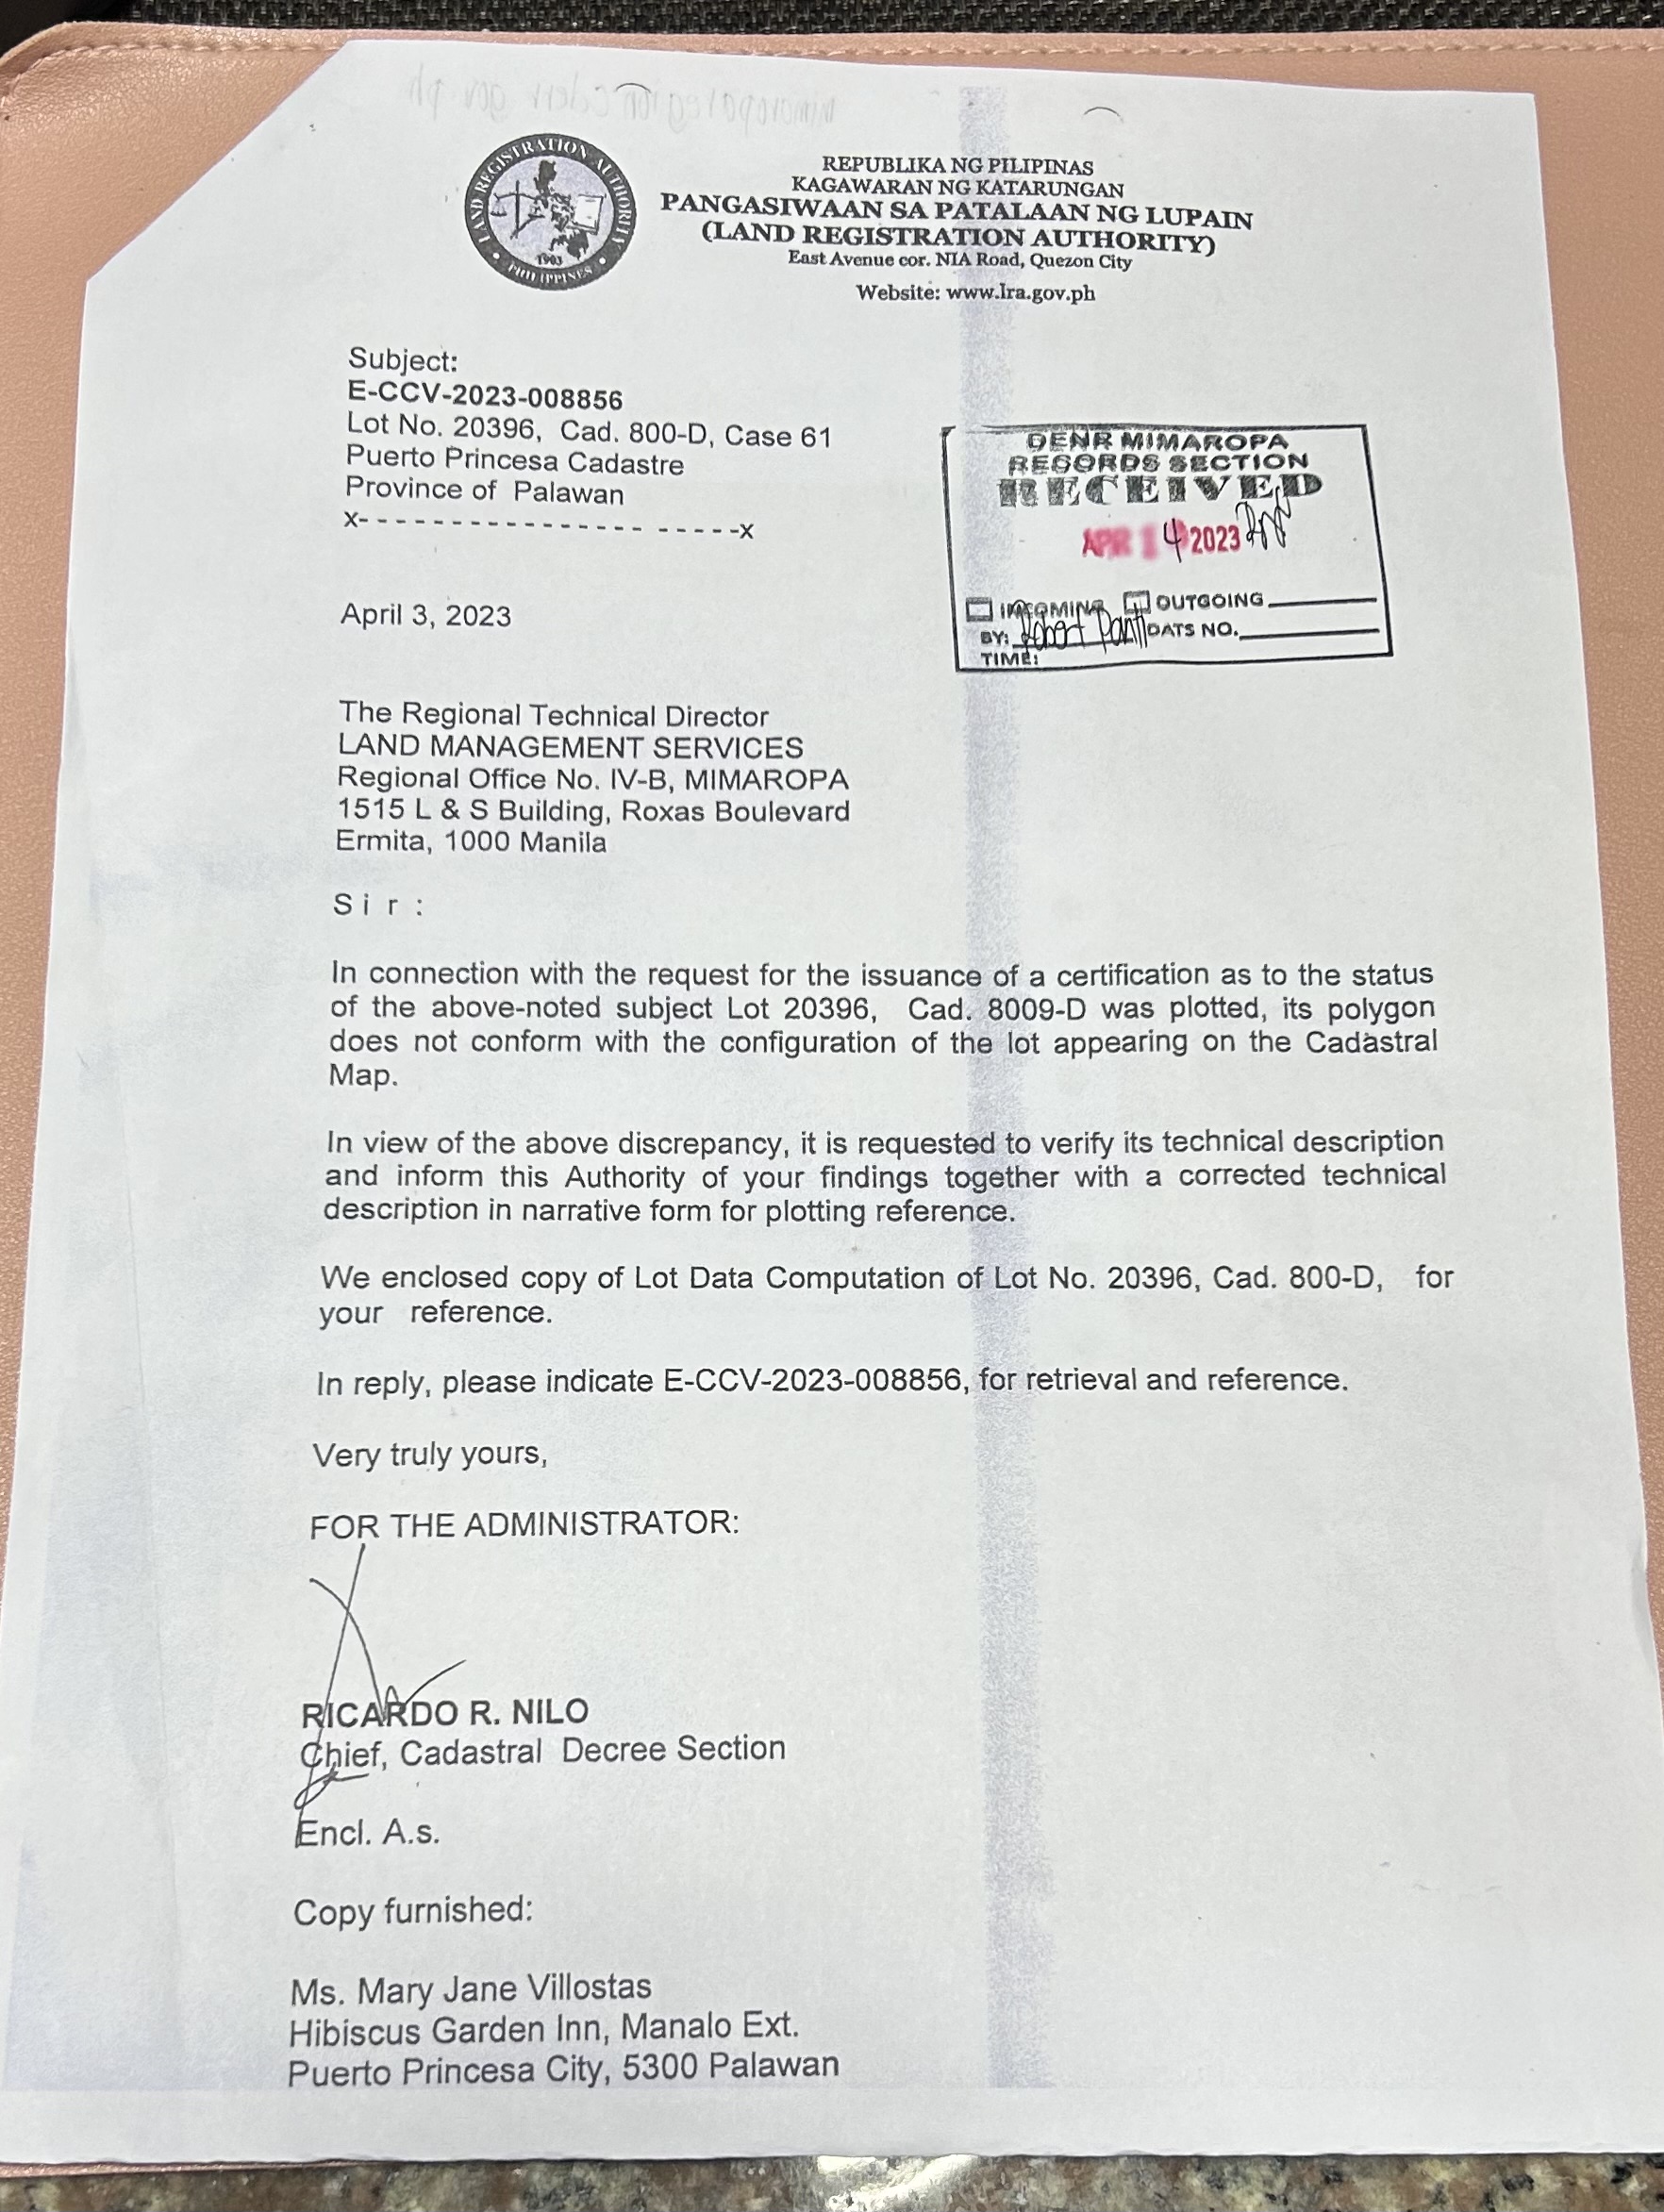 REPUBLIKA NG PILIPINAS
KAGAWARAN NG KATARUNGAN
PANGASIWAAN SA PATALAAN NG LUPAIN
(LAND REGISTRATION AUTHORITY)
East Avenue cor. NIA Road, Quezon City
Website: www.lra.gov.ph
LAND REGISTRATION AUTHORITY
1903
PHILIPPINES
Subject:
E-CCV-2023-008856
Lot No. 20396, Cad. 800-D, Case 61
Puerto Princesa Cadastre
Province of Palawan
x- - - - - - - - - - - - - - - - - - - - - -x
DENR MIMAROPA
RECORDS SECTION
RECEIVED
APR 14 2023
INCOMING OUTGOING
BY: Robert DATS NO.
TIME:
April 3, 2023
The Regional Technical Director
LAND MANAGEMENT SERVICES
Regional Office No. IV-B, MIMAROPA
1515 L & S Building, Roxas Boulevard
Ermita, 1000 Manila
S i r :
In connection with the request for the issuance of a certification as to the status
of the above-noted subject Lot 20396, Cad. 8009-D was plotted, its polygon
does not conform with the configuration of the lot appearing on the Cadastral
Map.
In view of the above discrepancy, it is requested to verify its technical description
and inform this Authority of your findings together with a corrected technical
description in narrative form for plotting reference.
We enclosed copy of Lot Data Computation of Lot No. 20396, Cad. 800-D, for
your reference.
In reply, please indicate E-CCV-2023-008856, for retrieval and reference.
Very truly yours,
FOR THE ADMINISTRATOR:
RICARDO R. NILO
Chief, Cadastral Decree Section
Encl. A.s.
Copy furnished:
Ms. Mary Jane Villostas
Hibiscus Garden Inn, Manalo Ext.
Puerto Princesa City, 5300 Palawan